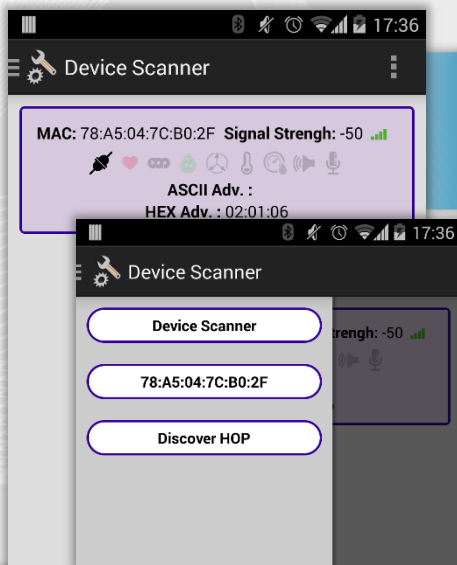 17:36
Device Scanner
MAC: 78:A5:04:7C:B0:2F Signal Strengh: -50
ASCII Adv. :
HEX Adv. : 02:01:06
17:36
Device Scanner
Device Scanner
trengh: -50
78:A5:04:7C:B0:2F
Discover HOP